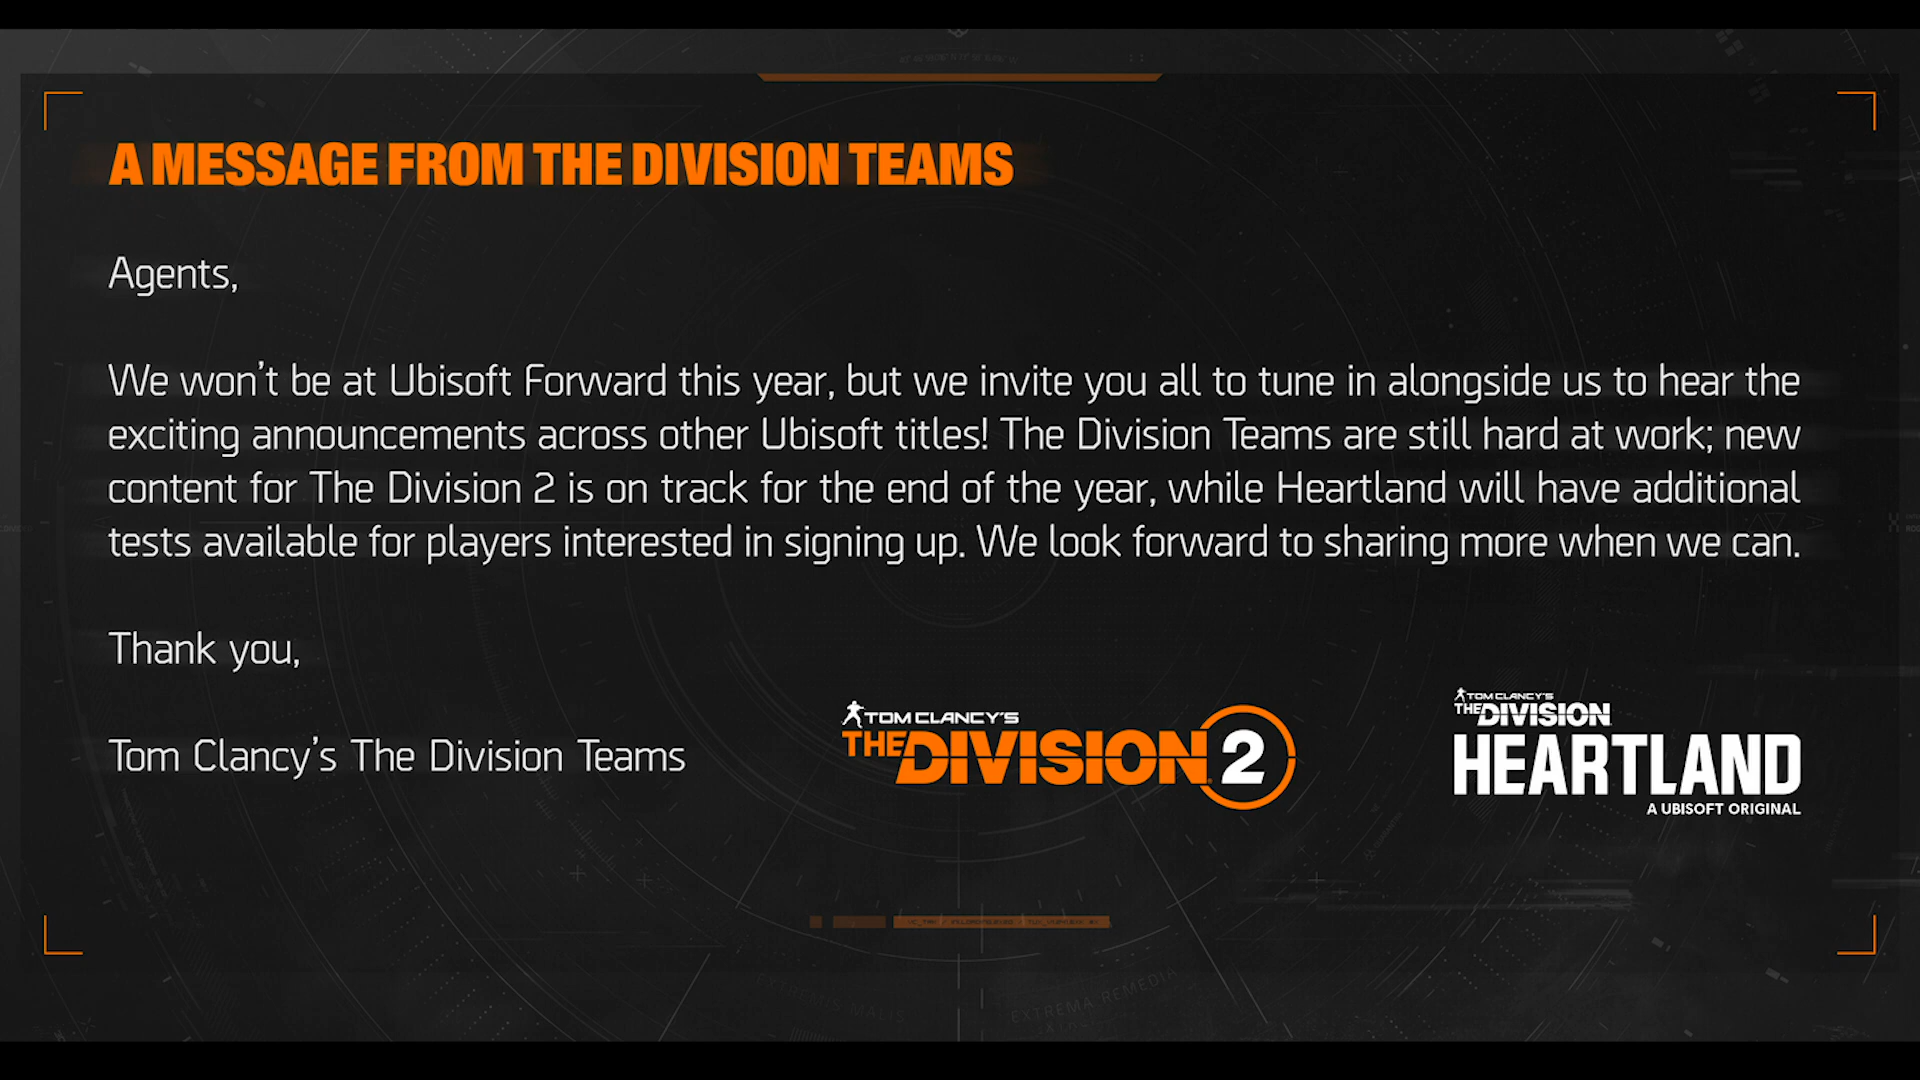 A MESSAGE FROM THE DIVISION TEAMS
Agents,
We won't be at Ubisoft Forward this year, but we invite you all to tune in alongside us to hear the
exciting announcements across other Ubisoft titles! The Division Teams are still hard at work; new
content for The Division 2 is on track for the end of the year, while Heartland will have additional
tests available for players interested in signing up. We look forward to sharing more when we can.
Thank you,
Tom Clancy's The Division Teams
TOM CLANCY'S
THE DIVISION 2
TOM CLANCY'S
THE DIVISION
HEARTLAND
A UBISOFT ORIGINAL
EXTREMIS MALIS
EXTREMA REMEDIA